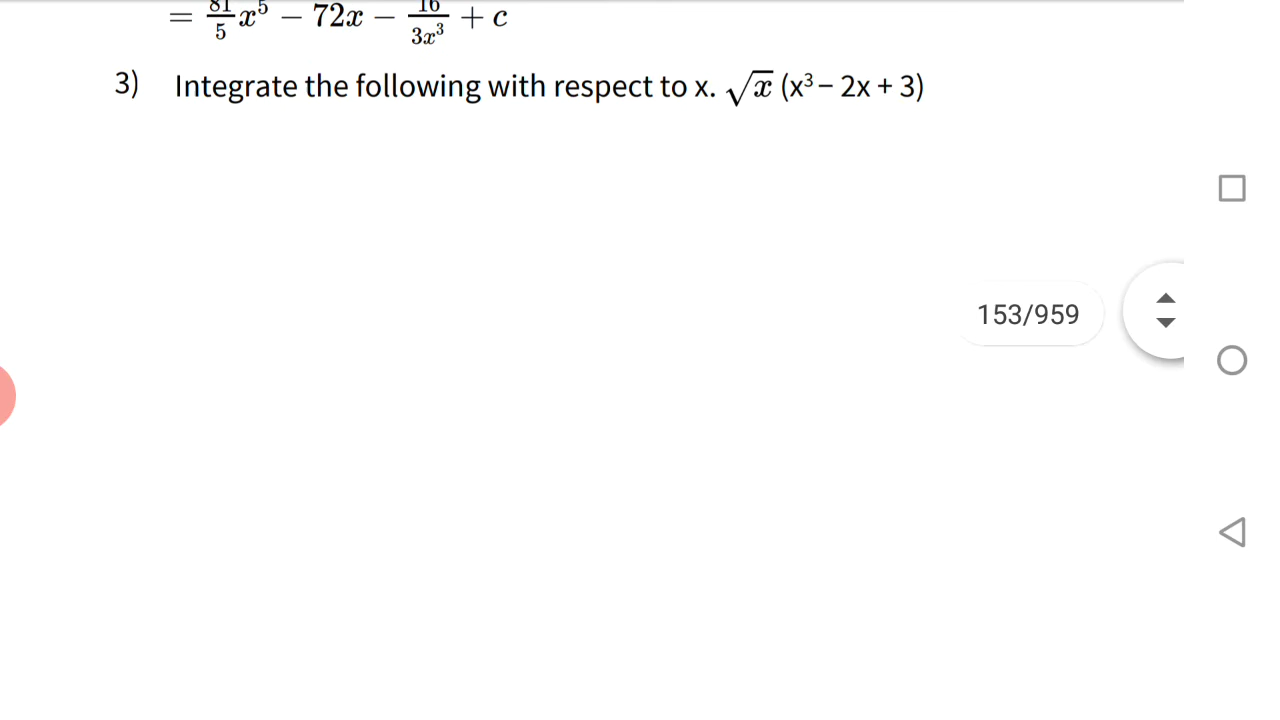 = 81/5 x⁵ − 72x − 16/3x³ + c
3) Integrate the following with respect to x. √x (x³ – 2x + 3)
153/959